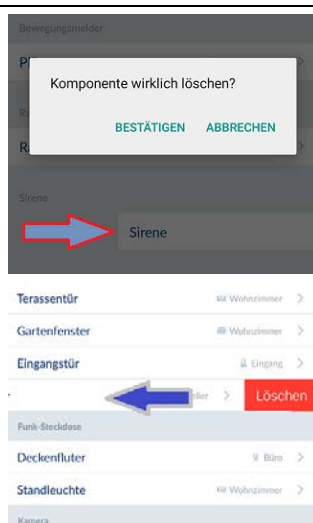 Bewegungsmelder
Komponente wirklich löschen?
BESTÄTIGEN ABBRECHEN
Sirene
Sirene
Terassentür Wohnzimmer
Gartenfenster Wohnzimmer
Eingangstür Eingang
Löschen
Funk-Steckdose
Deckenfluter Büro
Standleuchte Wohnzimmer
Kamera